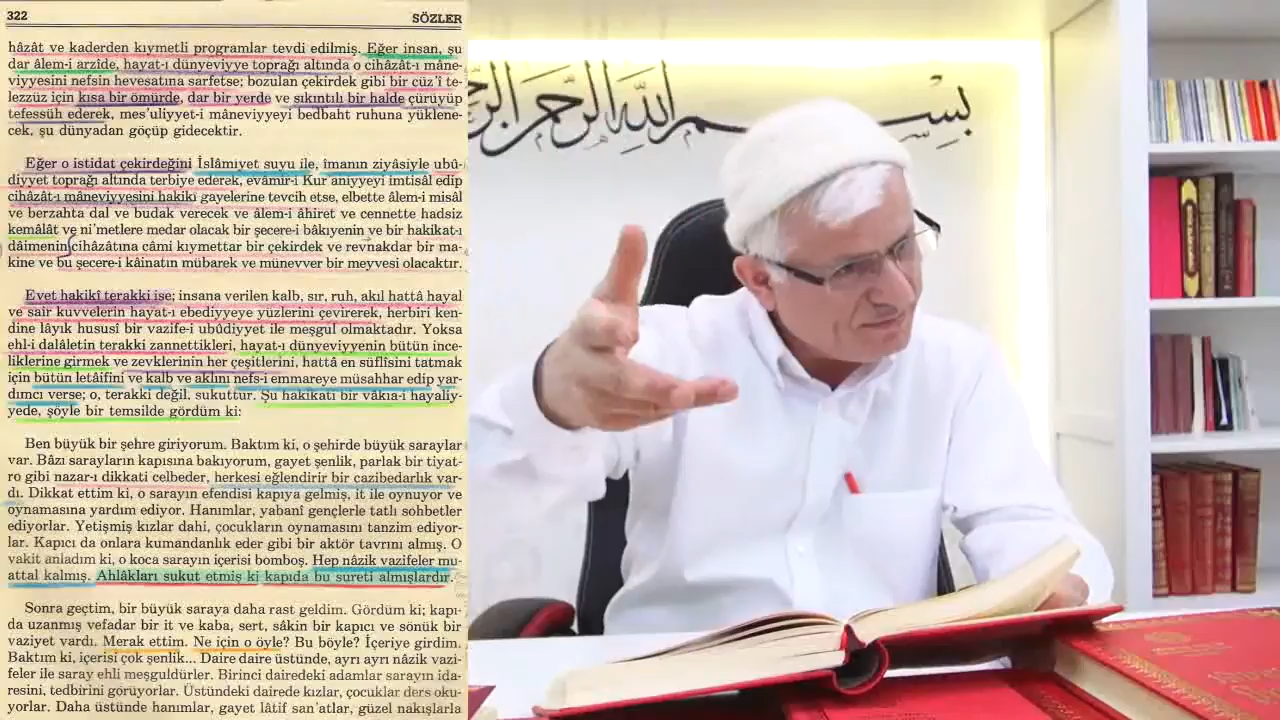 322
SÖZLER
hâzât ve kaderden kıymetli programlar tevdi edilmiş. Eğer insan, şu
dar âlem-i arzîde, hayat-ı dünyeviyye toprağı altında o cihâzât-ı mâne-
viyyesini nefsin hevesatına sarfetse; bozulan çekirdek gibi bir cüz'î te-
lezzüz için kısa bir ömürde, dar bir yerde ve sıkıntılı bir halde çürüyüp
tefessüh ederek, mes'uliyyet-i mâneviyyeyi bedbaht ruhuna yüklene-
cek, şu dünyadan göçüp gidecektir.
Eğer o istidat çekirdeğini İslâmiyet suyu ile, îmanın ziyâsiyle ubû-
diyyet toprağı altında terbiye ederek, evâmir-i Kur'aniyyeyi imtisâl edip
cihâzât-ı mâneviyyesini hakikî gayelerine tevcih etse, elbette âlem-i misâl
ve berzahta dal ve budak verecek ve âlem-i âhiret ve cennette hadsiz
kemâlât ve ni'metlere medar olacak bir şecere-i bâkıyenin ve bir hakikat-ı
dâimenin cihâzâtına câmi kıymettar bir çekirdek ve revnakdar bir ma-
kine ve bu şecere-i kâinatın mübarek ve münevver bir meyvesi olacaktır.
Evet hakikî terakki ise; insana verilen kalb, sır, ruh, akıl hattâ hayal
ve sair kuvvelerin hayat-ı ebediyyeye yüzlerini çevirerek, herbiri ken-
dine lâyık hususî bir vazife-i ubûdiyyet ile meşgul olmaktadır. Yoksa
ehl-i dalâletin terakki zannettikleri, hayat-ı dünyeviyyenin bütün ince-
liklerine girmek ve zevklerinin her çeşitlerini, hattâ en süflîsini tatmak
için bütün letâifini ve kalb ve aklını nefs-i emmareye müsahhar edip yar-
dımcı verse; o, terakki değil, sukuttur. Şu hakikatı bir vâkıa-i hayaliy-
yede, şöyle bir temsilde gördüm ki:
Ben büyük bir şehre giriyorum. Baktım ki, o şehirde büyük saraylar
var. Bâzı sarayların kapısına bakıyorum, gayet şenlik, parlak bir tiyat-
ro gibi nazar-ı dikkati celbeder, herkesi eğlendirir bir cazibedarlık var-
dı. Dikkat ettim ki, o sarayın efendisi kapıya gelmiş, it ile oynuyor ve
oynamasına yardım ediyor. Hanımlar, yabanî gençlerle tatlı sohbetler
ediyorlar. Yetişmiş kızlar dahi, çocukların oynamasını tanzim ediyor-
lar. Kapıcı da onlara kumandanlık eder gibi bir aktör tavrını almış. O
vakit anladım ki, o koca sarayın içerisi bomboş. Hep nâzik vazifeler mu-
attal kalmış. Ahlâkları sukut etmiş ki kapıda bu sureti almışlardır.
Sonra geçtim, bir büyük saraya daha rast geldim. Gördüm ki; kapı-
da uzanmış vefadar bir it ve kaba, sert, sâkin bir kapıcı ve sönük bir
vaziyet vardı. Merak ettim. Ne için o öyle? Bu böyle? İçeriye girdim.
Baktım ki, içerisi çok şenlik... Daire daire üstünde, ayrı ayrı nâzik vazi-
feler ile saray ehli meşguldürler. Birinci dairedeki adamlar sarayın ida-
resini, tedbirini görüyorlar. Üstündeki dairede kızlar, çocuklar ders oku-
yorlar. Daha üstünde hanımlar, gayet lâtif san'atlar, güzel nakışlarla
بسم الله الرحمن الرحيم